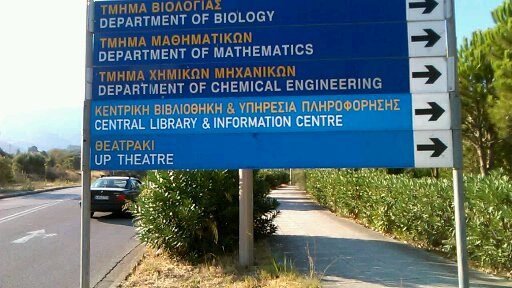 ΤΜΗΜΑ ΒΙΟΛΟΓΙΑΣ
DEPARTMENT OF BIOLOGY
ΤΜΗΜΑ ΜΑΘΗΜΑΤΙΚΩΝ
DEPARTMENT OF MATHEMATICS
ΤΜΗΜΑ ΧΗΜΙΚΩΝ ΜΗΧΑΝΙΚΩΝ
DEPARTMENT OF CHEMICAL ENGINEERING
ΚΕΝΤΡΙΚΗ ΒΙΒΛΙΟΘΗΚΗ & ΥΠΗΡΕΣΙΑ ΠΛΗΡΟΦΟΡΗΣΗΣ
CENTRAL LIBRARY & INFORMATION CENTRE
ΘΕΑΤΡΑΚΙ
UP THEATRE